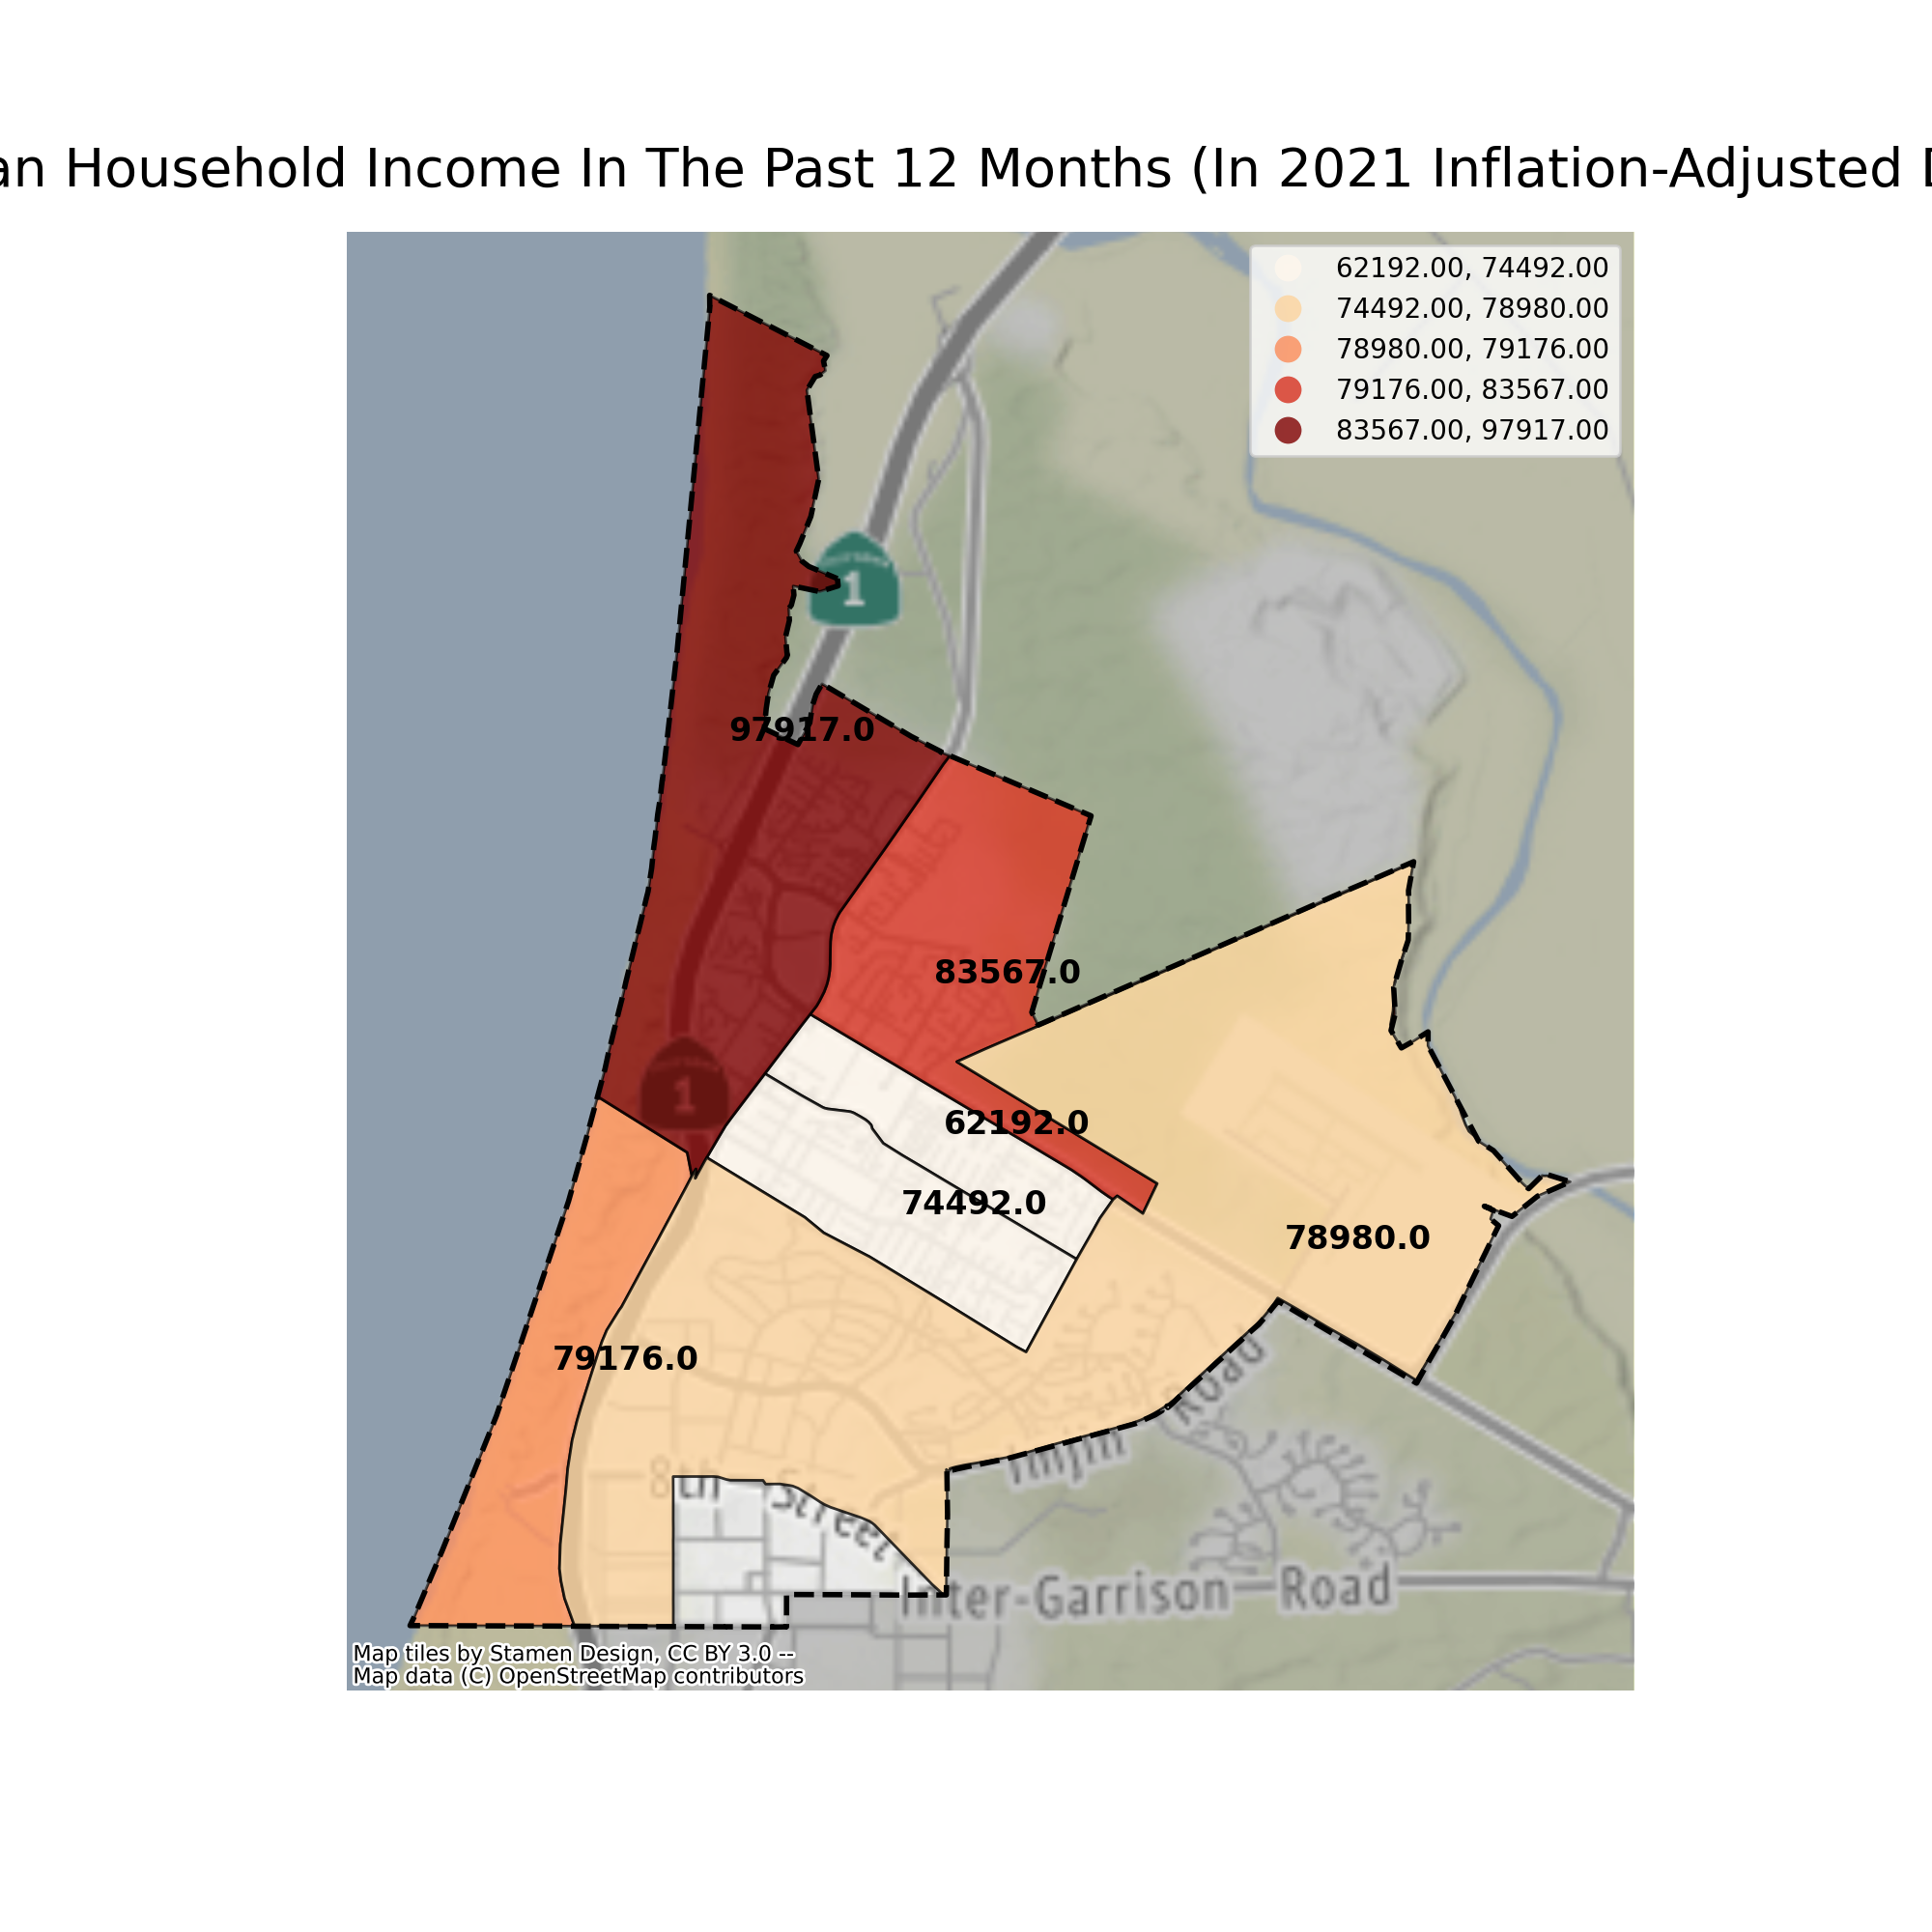 an Household Income In The Past 12 Months (In 2021 Inflation-Adjusted D
62192.00, 74492.00
74492.00, 78980.00
78980.00, 79176.00
79176.00, 83567.00
83567.00, 97917.00
1
97917.0
83567.0
1
62192.0
74492.0
78980.0
79176.0
Imjin Road
8th Street
Inter-Garrison Road
Map tiles by Stamen Design, CC BY 3.0 --
Map data (C) OpenStreetMap contributors